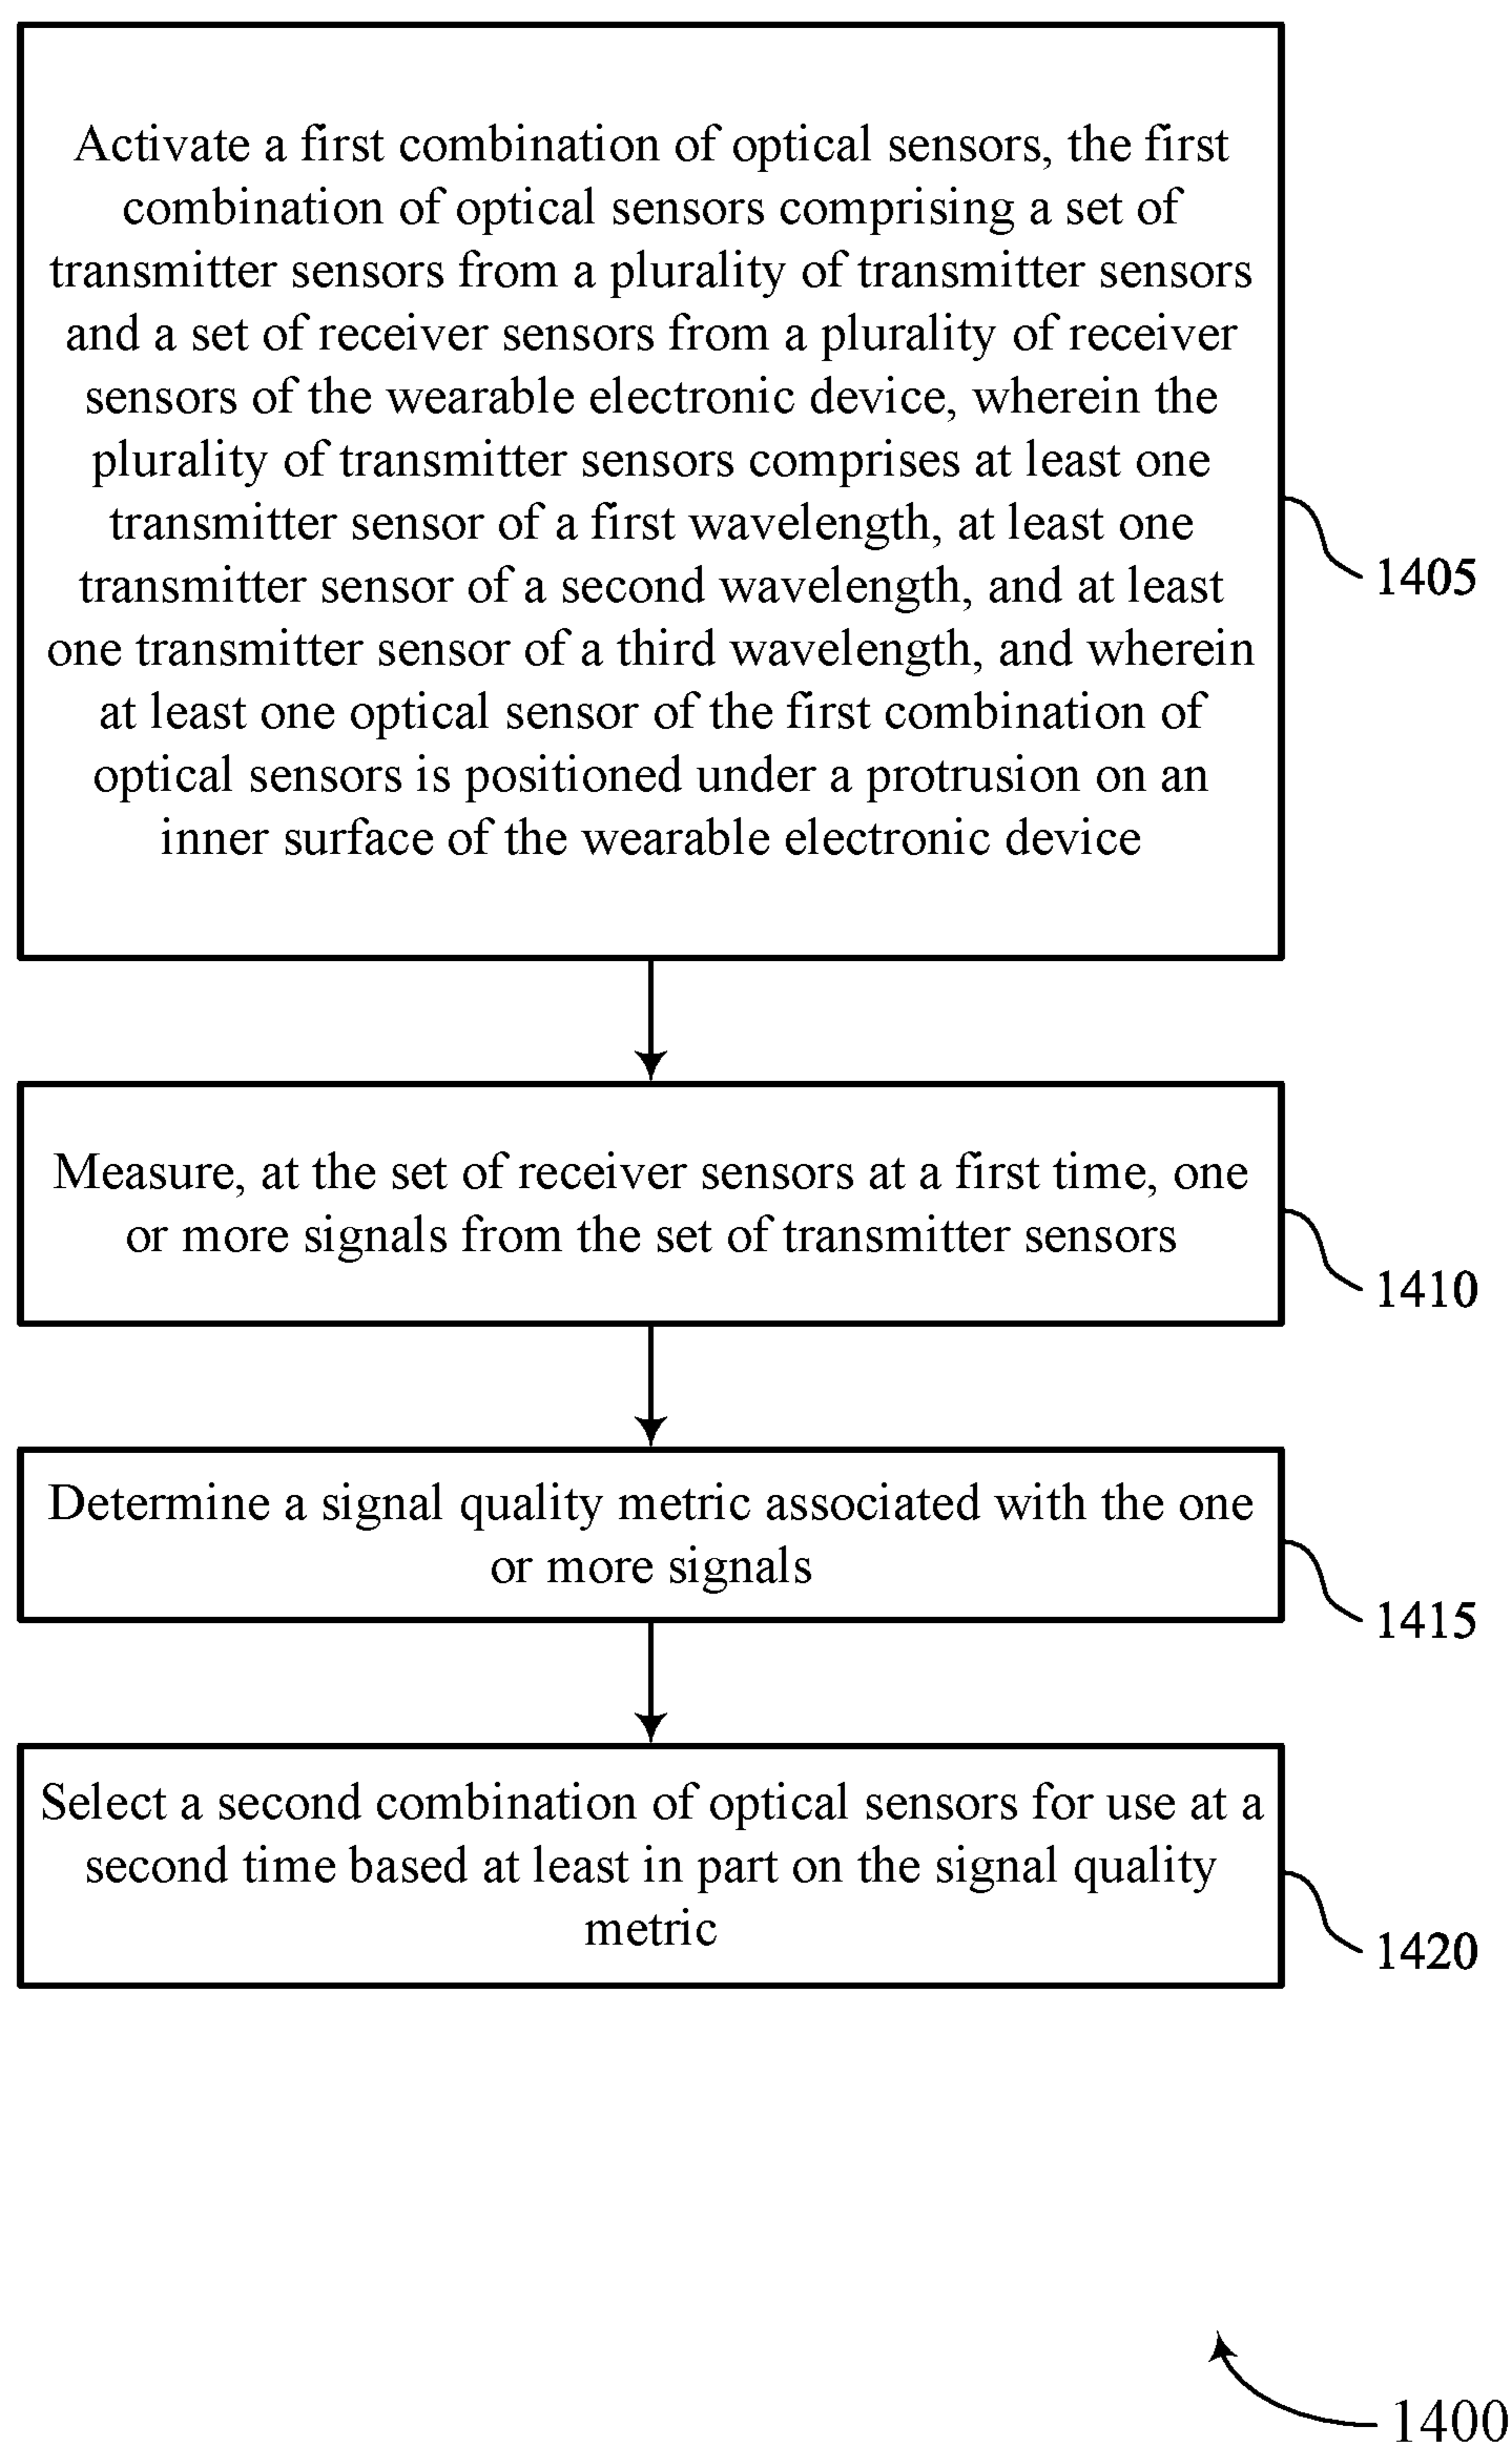 Activate a first combination of optical sensors, the first
combination of optical sensors comprising a set of
transmitter sensors from a plurality of transmitter sensors
and a set of receiver sensors from a plurality of receiver
sensors of the wearable electronic device, wherein the
plurality of transmitter sensors comprises at least one
transmitter sensor of a first wavelength, at least one
transmitter sensor of a second wavelength, and at least
one transmitter sensor of a third wavelength, and wherein
at least one optical sensor of the first combination of
optical sensors is positioned under a protrusion on an
inner surface of the wearable electronic device
1405
Measure, at the set of receiver sensors at a first time, one
or more signals from the set of transmitter sensors
1410
Determine a signal quality metric associated with the one
or more signals
1415
Select a second combination of optical sensors for use at a
second time based at least in part on the signal quality
metric
1420
1400